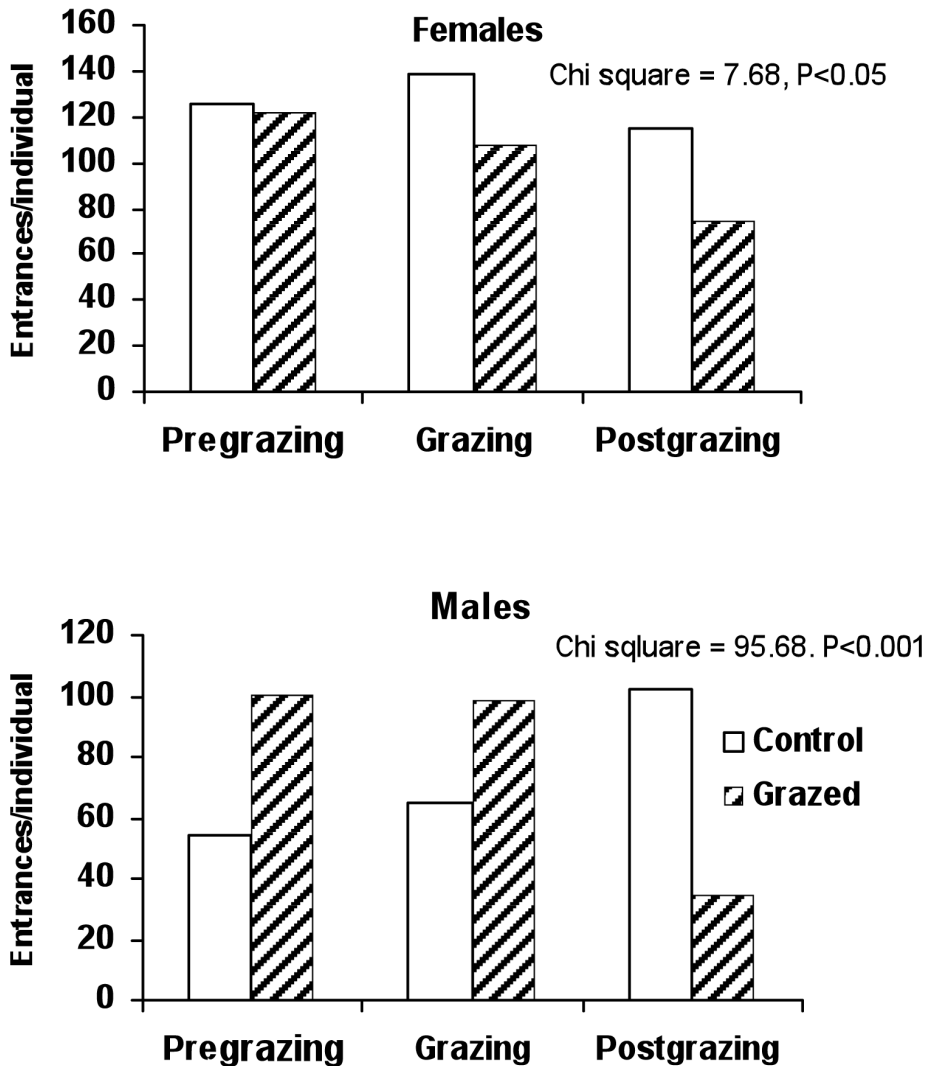 Females
Chi square = 7.68, P<0.05
Entrances/individual
160
140
120
100
80
60
40
20
0
Pregrazing Grazing Postgrazing
Males
Chi sqluare = 95.68. P<0.001
Entrances/individual
120
100
80
60
40
20
0
Control
Grazed
Pregrazing Grazing Postgrazing